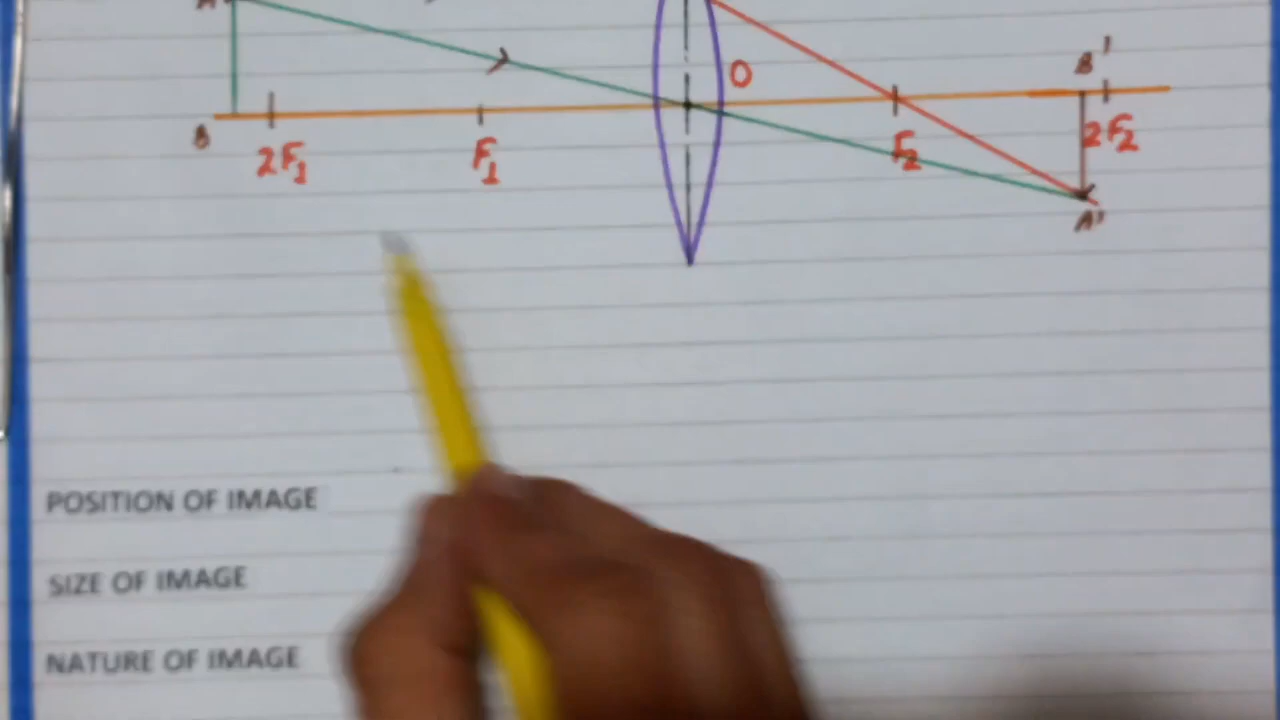 A
B'
O
B
2F1
F1
F2
2F2
A'
POSITION OF IMAGE
SIZE OF IMAGE
NATURE OF IMAGE